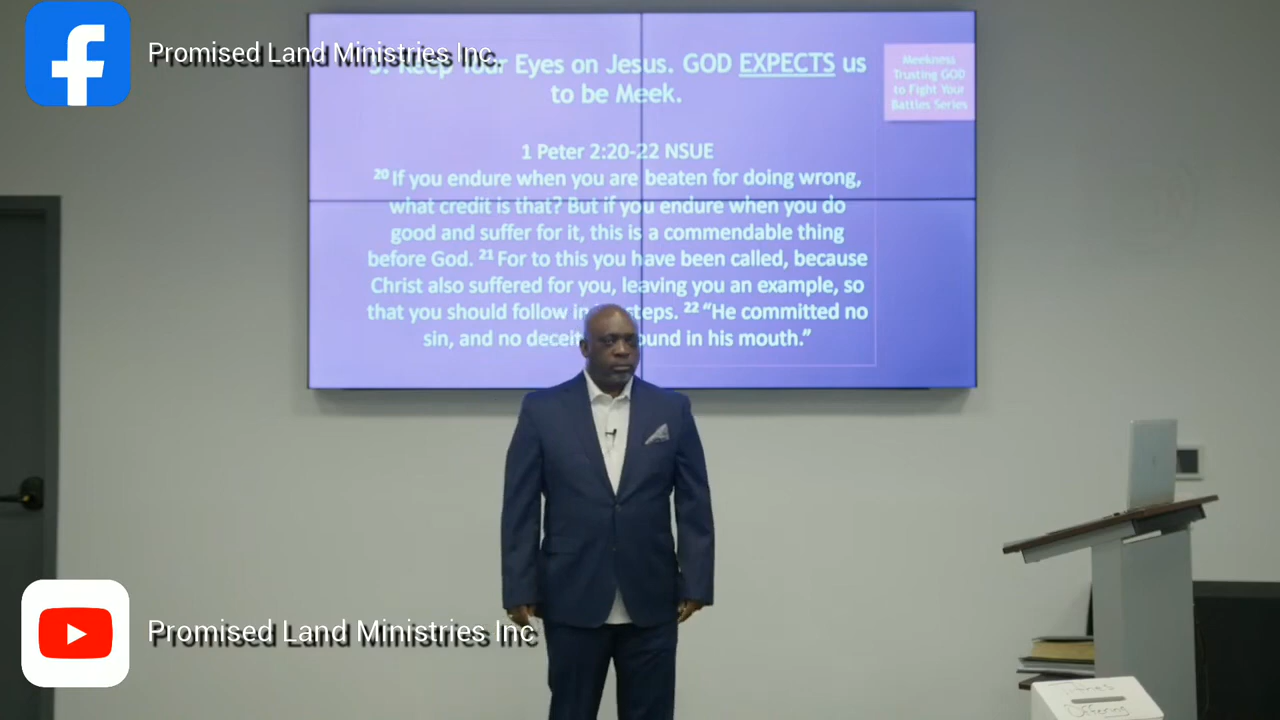 Promised Land Ministries Inc.
Keep Your Eyes on Jesus. GOD EXPECTS us
to be Meek.
Meekness
Trusting GOD
to Fight Your
Battles Series
1 Peter 2:20-22 NSUE
20 If you endure when you are beaten for doing wrong,
what credit is that? But if you endure when you do
good and suffer for it, this is a commendable thing
before God. 21 For to this you have been called, because
Christ also suffered for you, leaving you an example, so
that you should follow in steps. 22 “He committed no
sin, and no deceit ound in his mouth.”
Promised Land Ministries Inc
Tithes
Offering